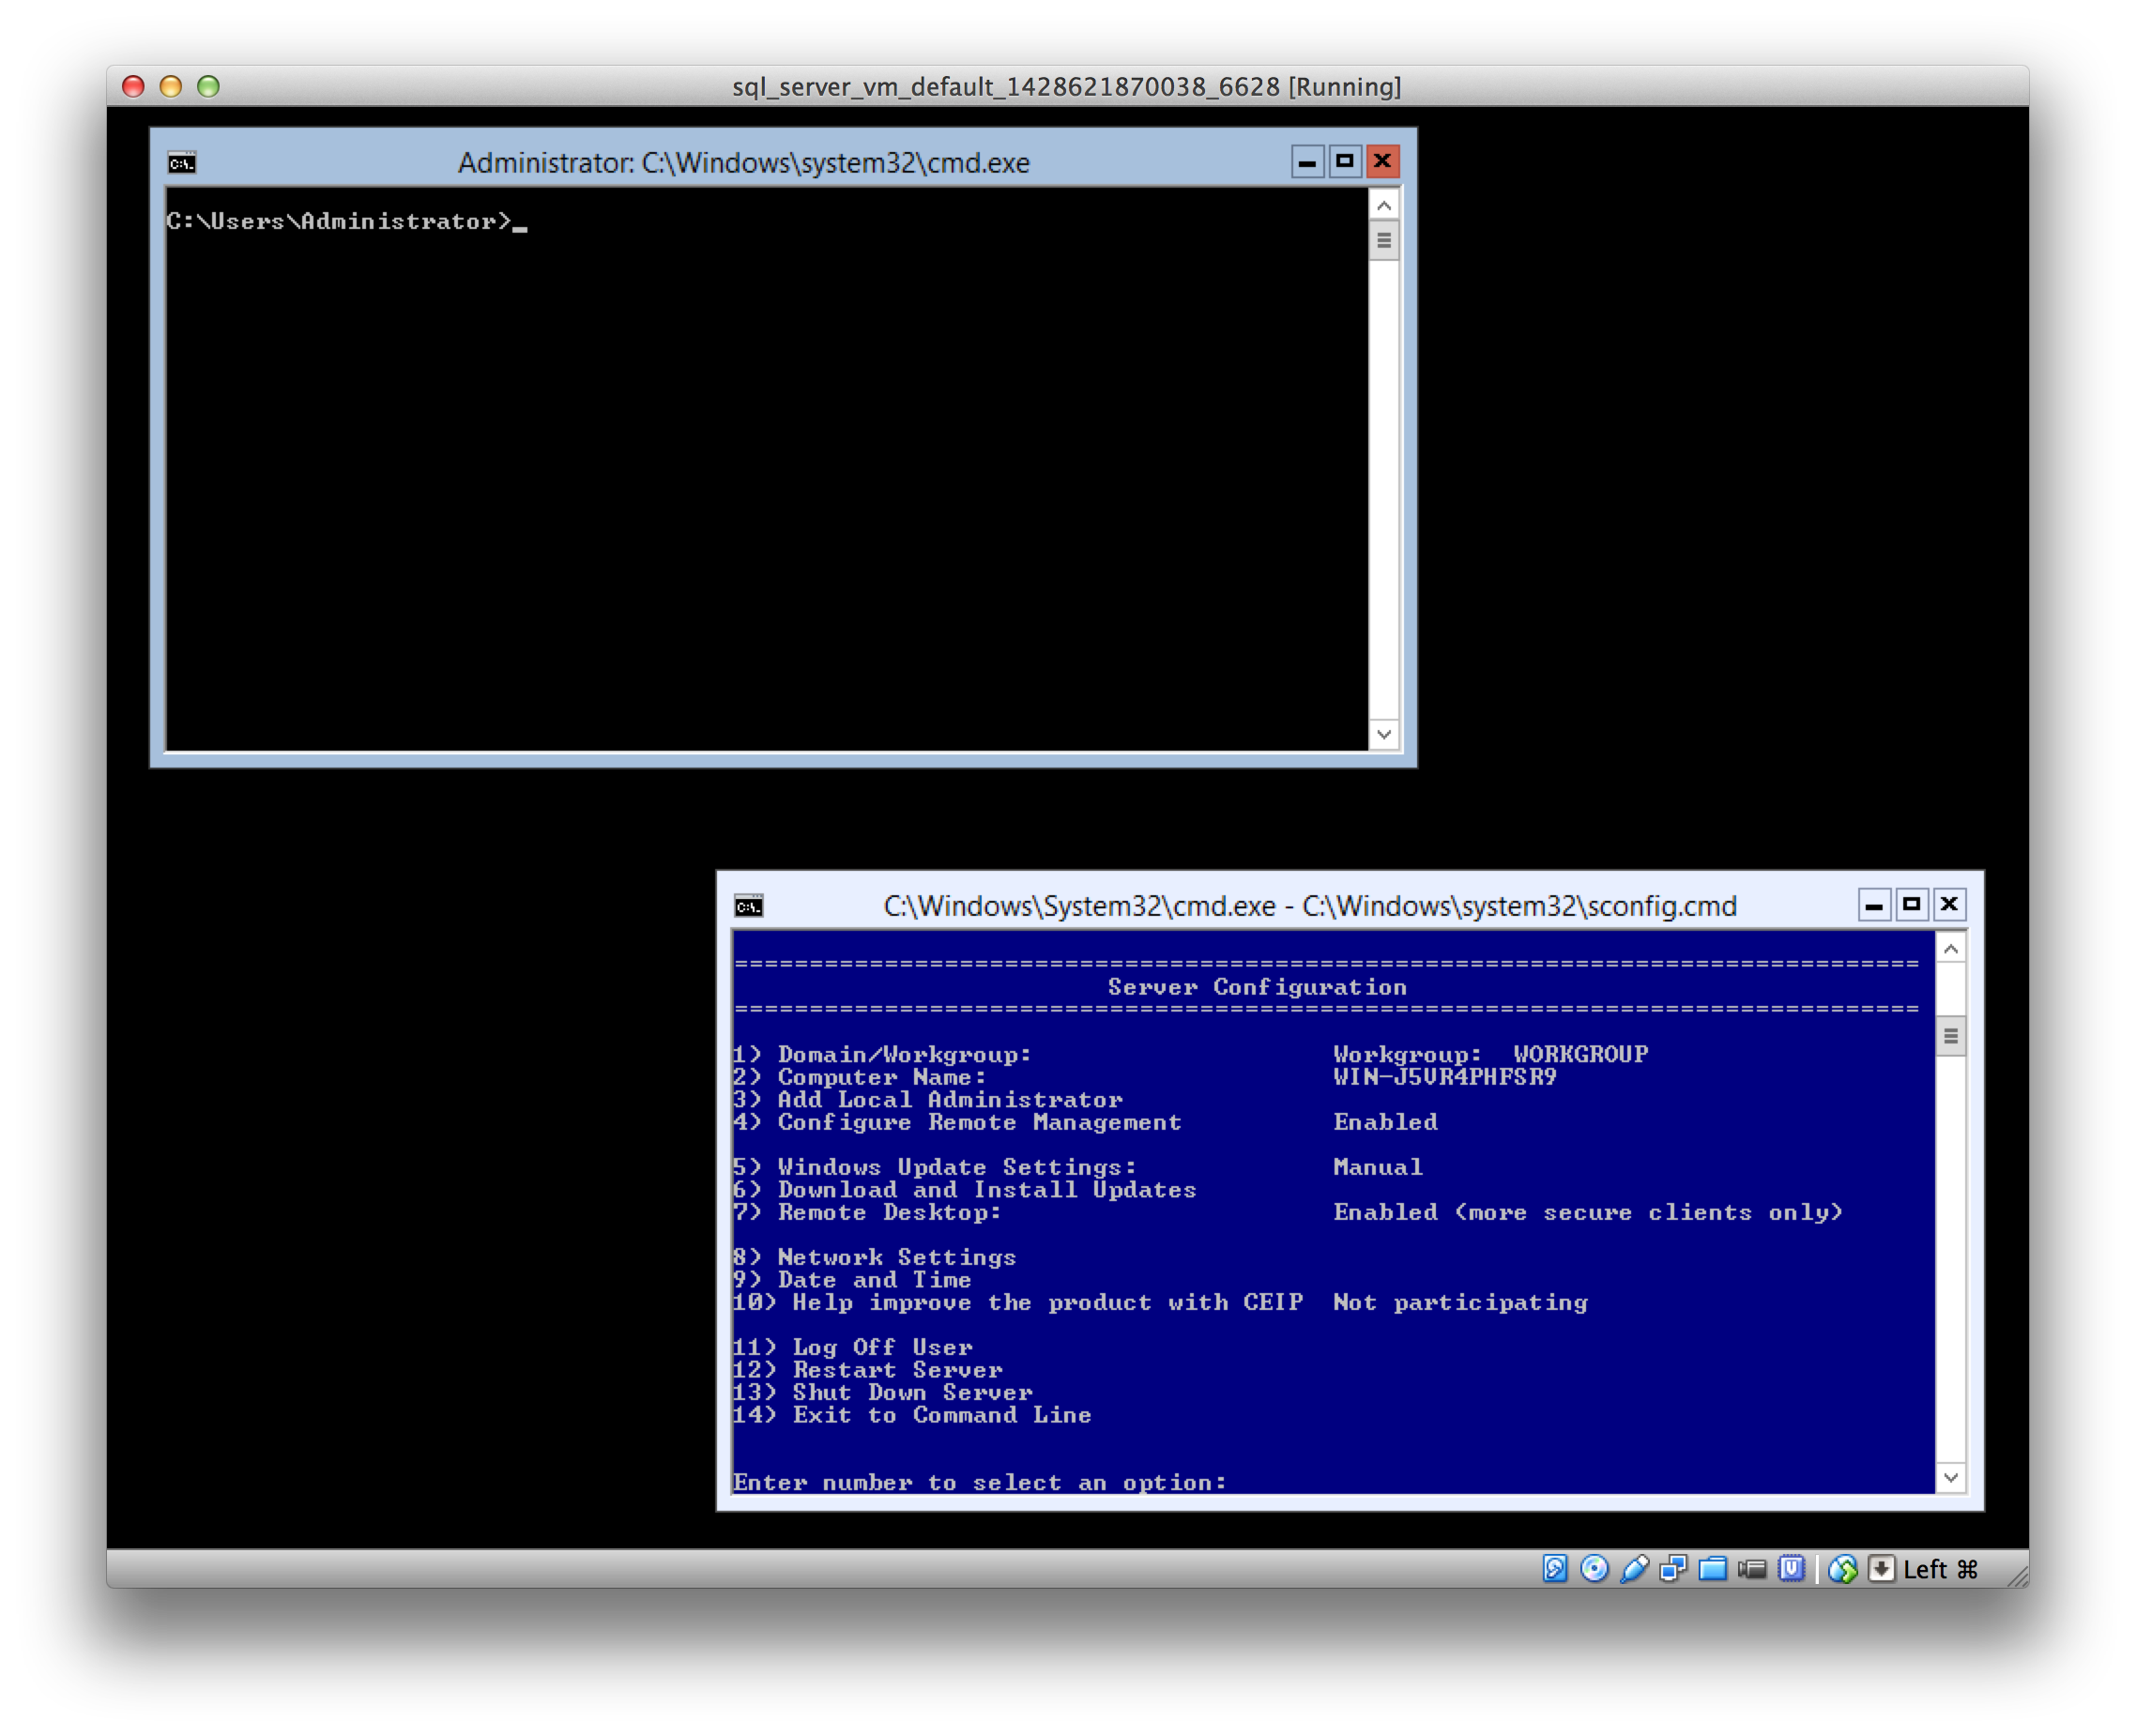 sql_server_vm_default_1428621870038_6628 [Running]
Administrator: C:\Windows\system32\cmd.exe
C:\Users\Administrator>_
C:\Windows\System32\cmd.exe - C:\Windows\system32\sconfig.cmd
===============================================================================
Server Configuration
===============================================================================
1) Domain/Workgroup: Workgroup: WORKGROUP
2) Computer Name: WIN-J5VR4PHFSR9
3) Add Local Administrator
4) Configure Remote Management Enabled
5) Windows Update Settings: Manual
6) Download and Install Updates
7) Remote Desktop: Enabled (more secure clients only)
8) Network Settings
9) Date and Time
10) Help improve the product with CEIP Not participating
11) Log Off User
12) Restart Server
13) Shut Down Server
14) Exit to Command Line
Enter number to select an option:
Left ⌘